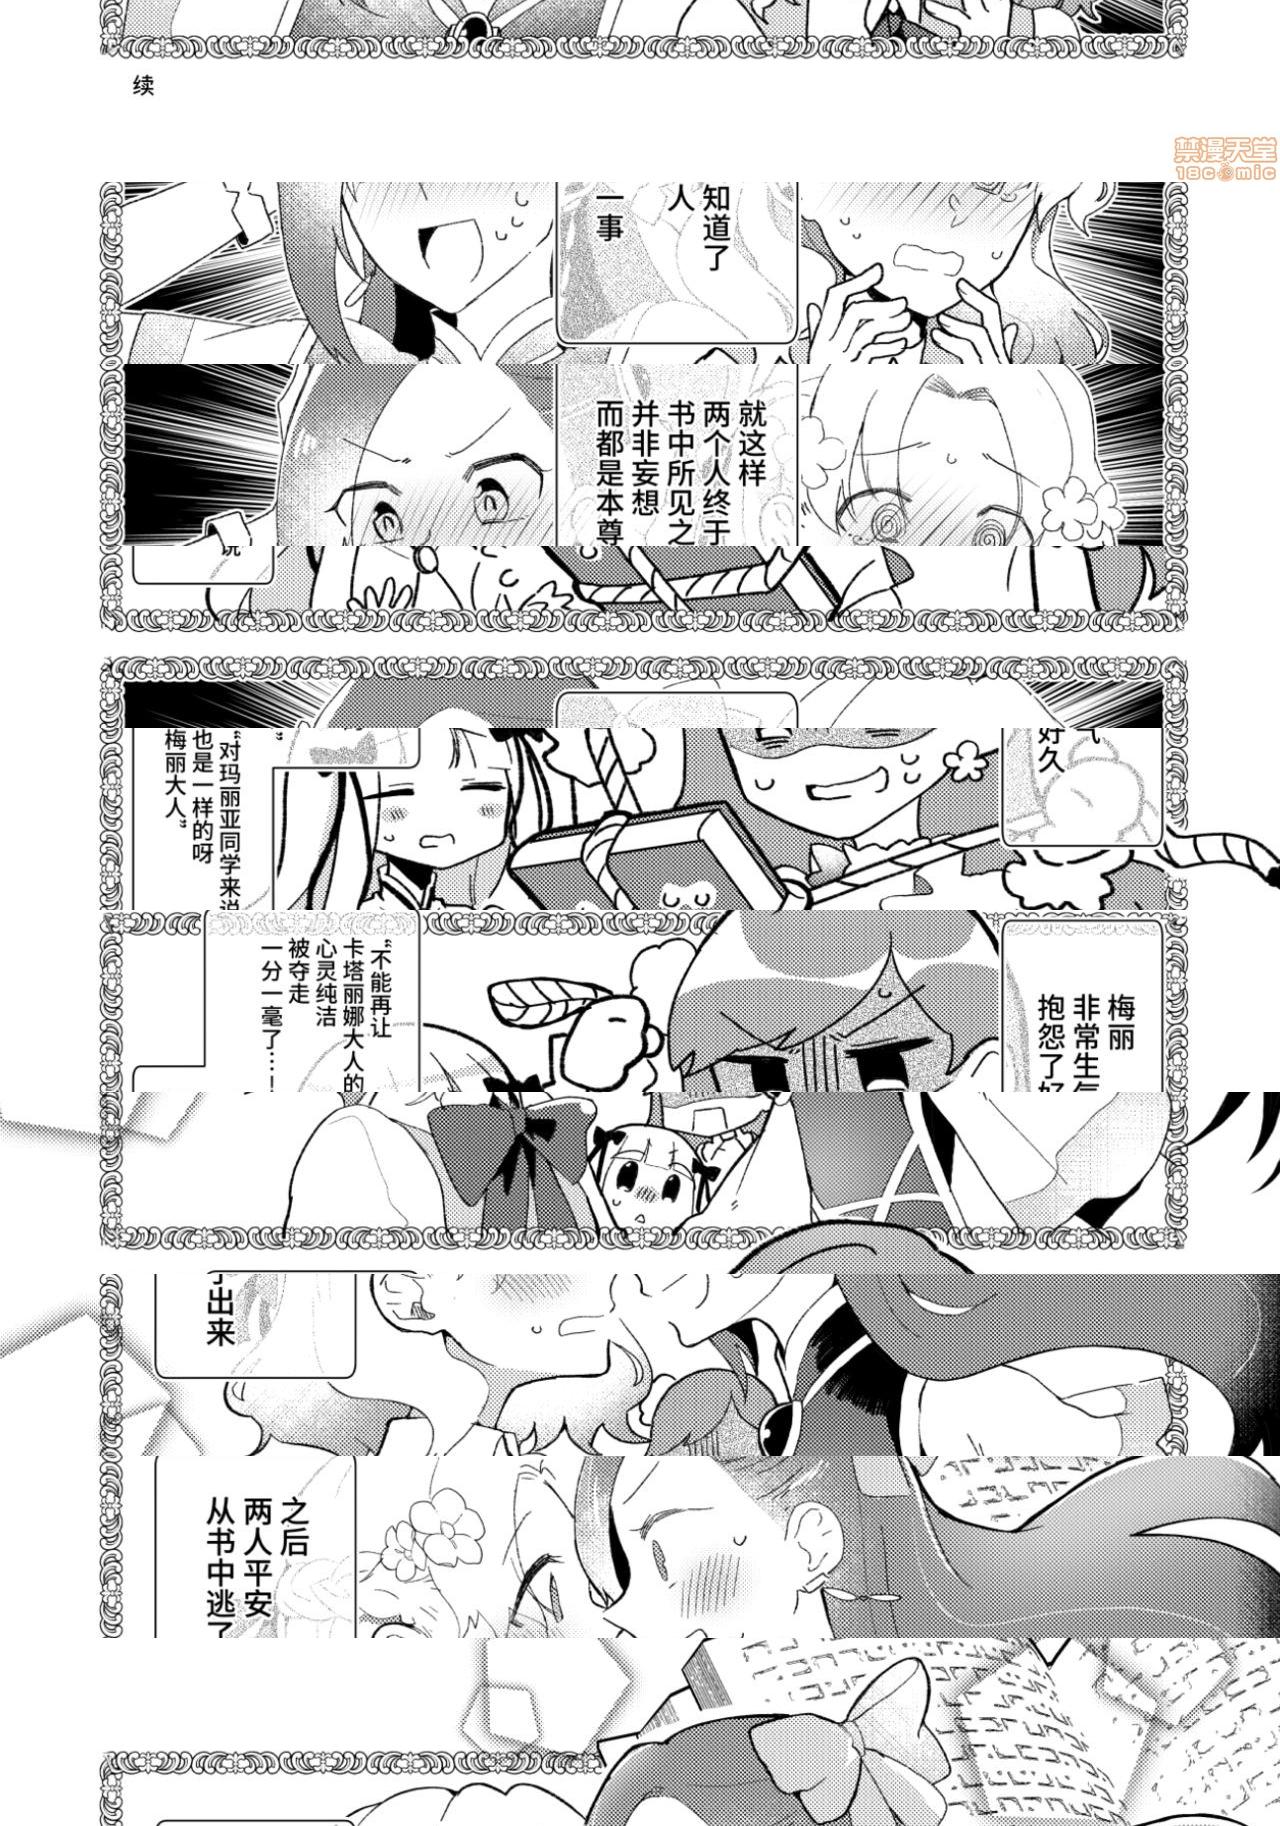 续
禁漫天堂
18comic
知道了
人
一事
就这样
两个人终于
书中所见之
并非妄想
而都是本尊
好久
“对玛丽亚同学来说
也是一样的呀
梅丽大人”
梅丽
非常生气
抱怨了好
“不能再让
卡塔丽娜大人的
心灵纯洁
被夺走
一分一毫了…！
出来
之后
两人平安
从书中逃了